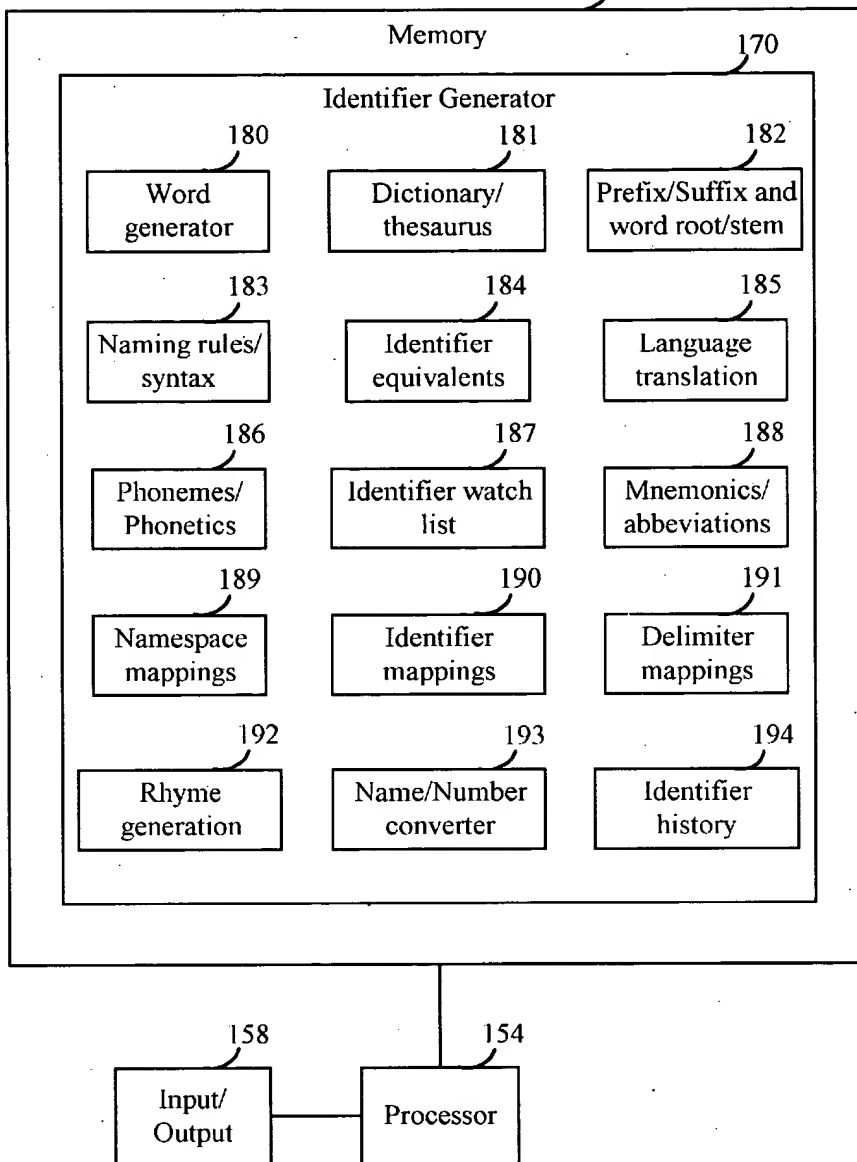 Memory
170
Identifier Generator
180
181
182
Word
generator
Dictionary/
thesaurus
Prefix/Suffix and
word root/stem
183
184
185
Naming rules/
syntax
Identifier
equivalents
Language
translation
186
187
188
Phonemes/
Phonetics
Identifier watch
list
Mnemonics/
abbeviations
189
190
191
Namespace
mappings
Identifier
mappings
Delimiter
mappings
192
193
194
Rhyme
generation
Name/Number
converter
Identifier
history
158
154
Input/
Output
Processor